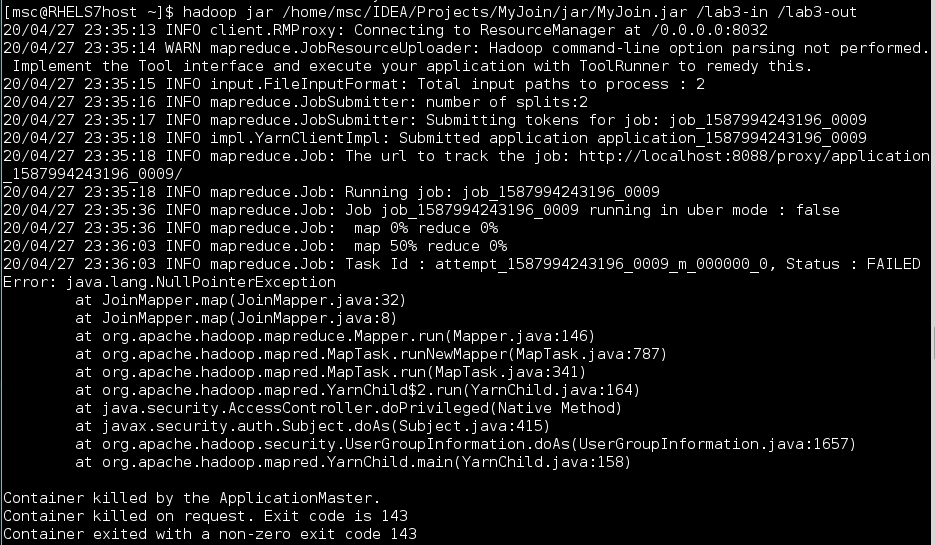 [msc@RHELS7host ~]$ hadoop jar /home/msc/IDEA/Projects/MyJoin/jar/MyJoin.jar /lab3-in /lab3-out
20/04/27 23:35:13 INFO client.RMProxy: Connecting to ResourceManager at /0.0.0.0:8032
20/04/27 23:35:14 WARN mapreduce.JobResourceUploader: Hadoop command-line option parsing not performed.
 Implement the Tool interface and execute your application with ToolRunner to remedy this.
20/04/27 23:35:15 INFO input.FileInputFormat: Total input paths to process : 2
20/04/27 23:35:16 INFO mapreduce.JobSubmitter: number of splits:2
20/04/27 23:35:17 INFO mapreduce.JobSubmitter: Submitting tokens for job: job_1587994243196_0009
20/04/27 23:35:18 INFO impl.YarnClientImpl: Submitted application application_1587994243196_0009
20/04/27 23:35:18 INFO mapreduce.Job: The url to track the job: http://localhost:8088/proxy/application
_1587994243196_0009/
20/04/27 23:35:18 INFO mapreduce.Job: Running job: job_1587994243196_0009
20/04/27 23:35:36 INFO mapreduce.Job: Job job_1587994243196_0009 running in uber mode : false
20/04/27 23:35:36 INFO mapreduce.Job:  map 0% reduce 0%
20/04/27 23:36:03 INFO mapreduce.Job:  map 50% reduce 0%
20/04/27 23:36:03 INFO mapreduce.Job: Task Id : attempt_1587994243196_0009_m_000000_0, Status : FAILED
Error: java.lang.NullPointerException
        at JoinMapper.map(JoinMapper.java:32)
        at JoinMapper.map(JoinMapper.java:8)
        at org.apache.hadoop.mapreduce.Mapper.run(Mapper.java:146)
        at org.apache.hadoop.mapred.MapTask.runNewMapper(MapTask.java:787)
        at org.apache.hadoop.mapred.MapTask.run(MapTask.java:341)
        at org.apache.hadoop.mapred.YarnChild$2.run(YarnChild.java:164)
        at java.security.AccessController.doPrivileged(Native Method)
        at javax.security.auth.Subject.doAs(Subject.java:415)
        at org.apache.hadoop.security.UserGroupInformation.doAs(UserGroupInformation.java:1657)
        at org.apache.hadoop.mapred.YarnChild.main(YarnChild.java:158)

Container killed by the ApplicationMaster.
Container killed on request. Exit code is 143
Container exited with a non-zero exit code 143